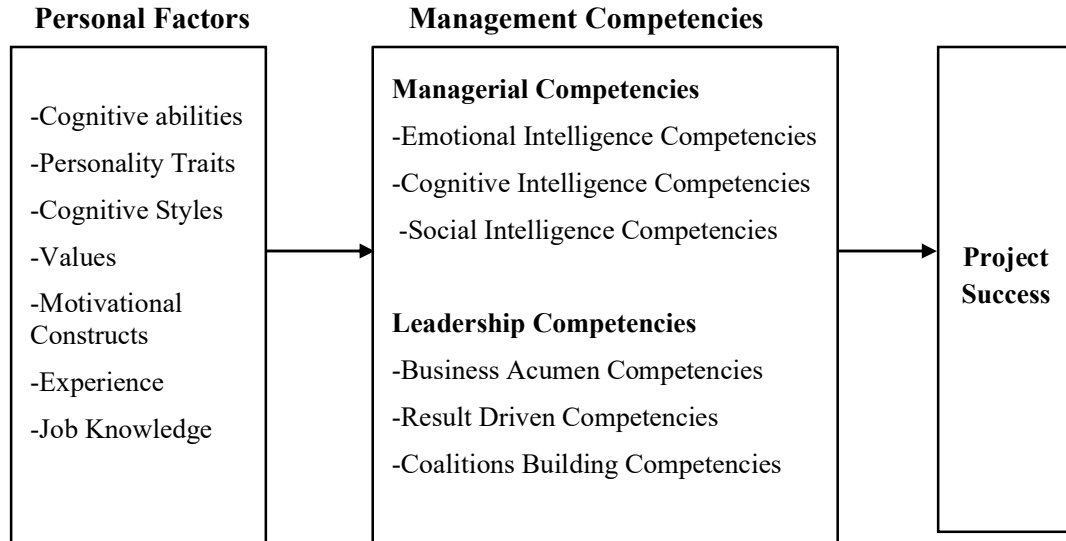 Personal Factors
-Cognitive abilities
-Personality Traits
-Cognitive Styles
-Values
-Motivational
Constructs
-Experience
-Job Knowledge
Management Competencies
Managerial Competencies
-Emotional Intelligence Competencies
-Cognitive Intelligence Competencies
-Social Intelligence Competencies
Leadership Competencies
-Business Acumen Competencies
-Result Driven Competencies
-Coalitions Building Competencies
Project
Success